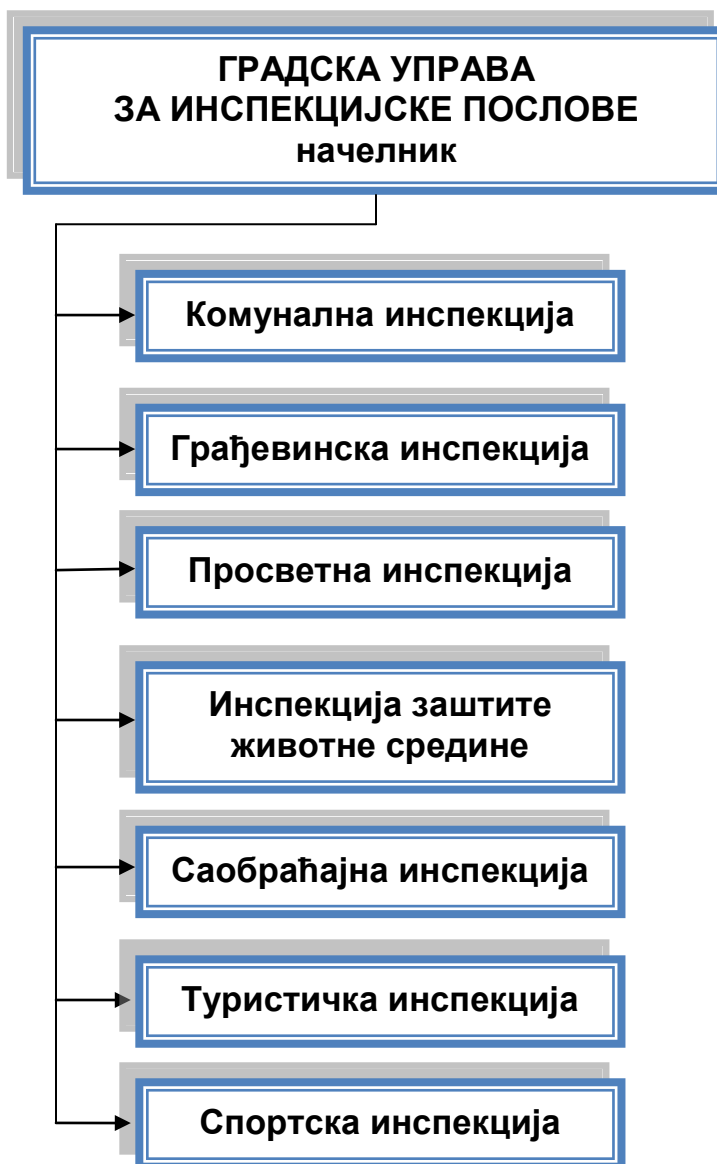 ГРАДСКА УПРАВА
ЗА ИНСПЕКЦИЈСКЕ ПОСЛОВЕ
начелник
Комунална инспекција
Грађевинска инспекција
Просветна инспекција
Инспекција заштите
животне средине
Саобраћајна инспекција
Туристичка инспекција
Спортска инспекција